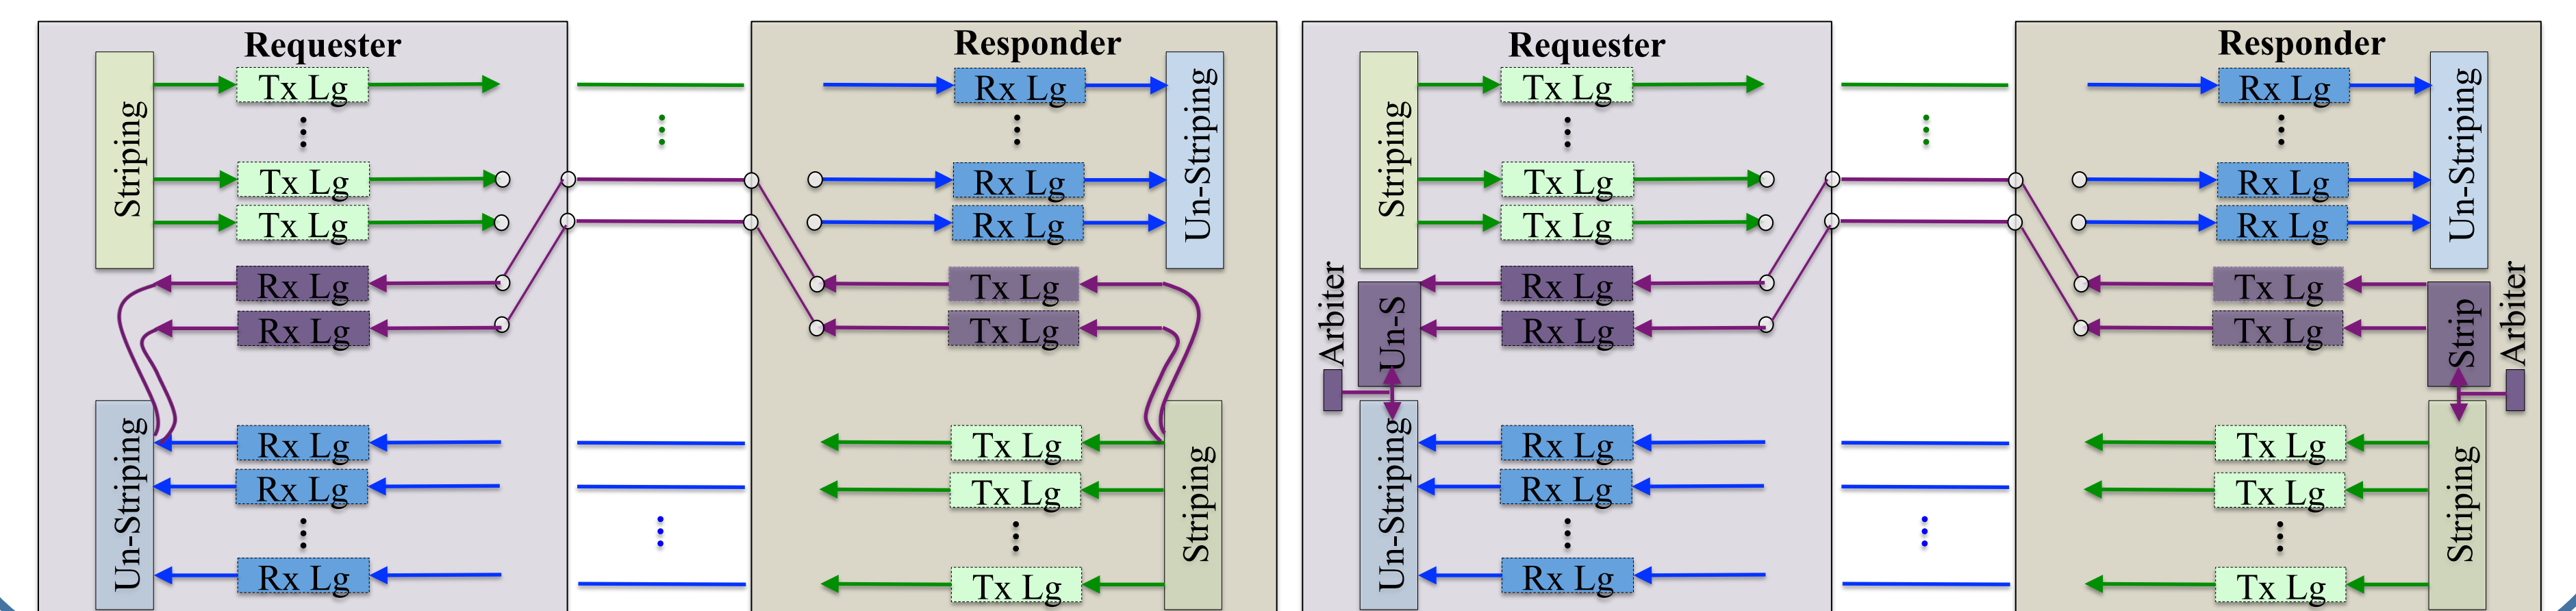 Requester
Striping
Tx Lg
Tx Lg
Tx Lg
Rx Lg
Rx Lg
Un-Striping
Rx Lg
Rx Lg
Rx Lg
Responder
Rx Lg
Rx Lg
Rx Lg
Un-Striping
Tx Lg
Tx Lg
Tx Lg
Tx Lg
Tx Lg
Striping
Requester
Striping
Tx Lg
Tx Lg
Tx Lg
Arbiter
Un-S
Rx Lg
Rx Lg
Un-Striping
Rx Lg
Rx Lg
Rx Lg
Responder
Rx Lg
Rx Lg
Rx Lg
Un-Striping
Tx Lg
Tx Lg
Strip
Arbiter
Tx Lg
Tx Lg
Tx Lg
Striping